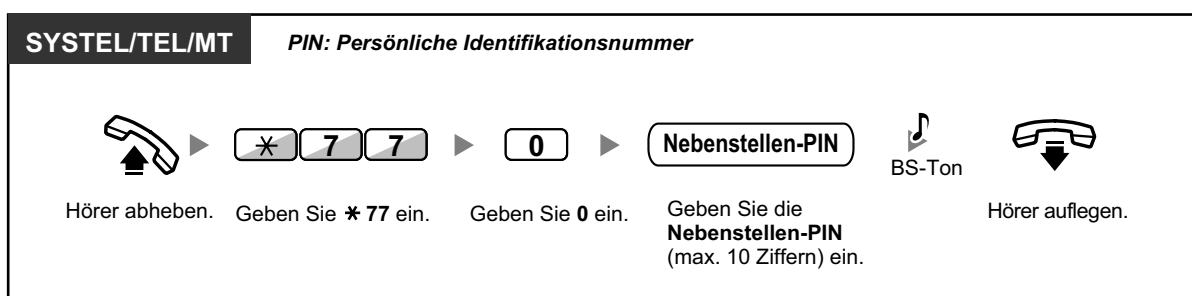 SYSTEL/TEL/MT
PIN: Persönliche Identifikationsnummer
* 7 7
0
Nebenstellen-PIN
BS-Ton
Hörer abheben.
Geben Sie * 77 ein.
Geben Sie 0 ein.
Geben Sie die
Nebenstellen-PIN
(max. 10 Ziffern) ein.
Hörer auflegen.